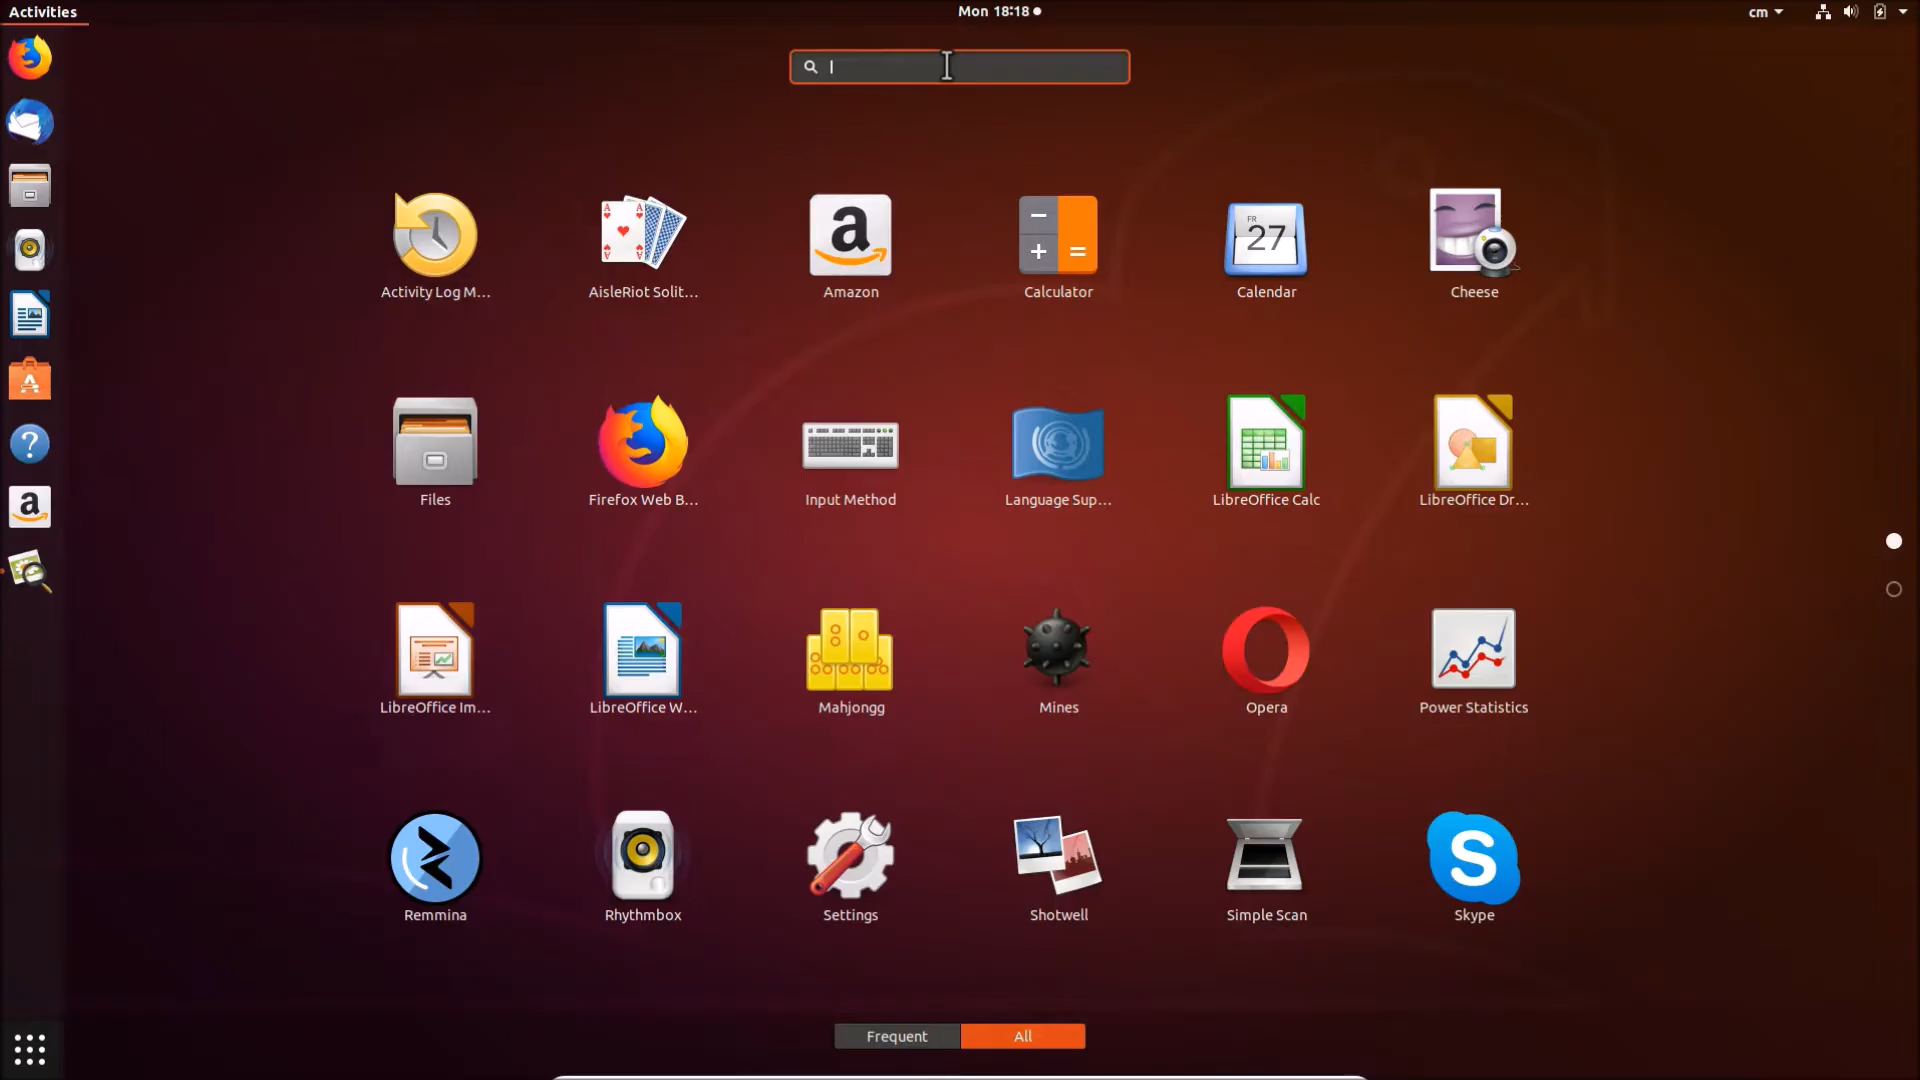 Activities
Mon 18:18
cm
Activity Log M...
AisleRiot Solit...
Amazon
Calculator
FR
27
Calendar
Cheese
Files
Firefox Web B...
Input Method
Language Sup...
LibreOffice Calc
LibreOffice Dr...
LibreOffice Im...
LibreOffice W...
Mahjongg
Mines
Opera
Power Statistics
Remmina
Rhythmbox
Settings
Shotwell
Simple Scan
Skype
Frequent
All